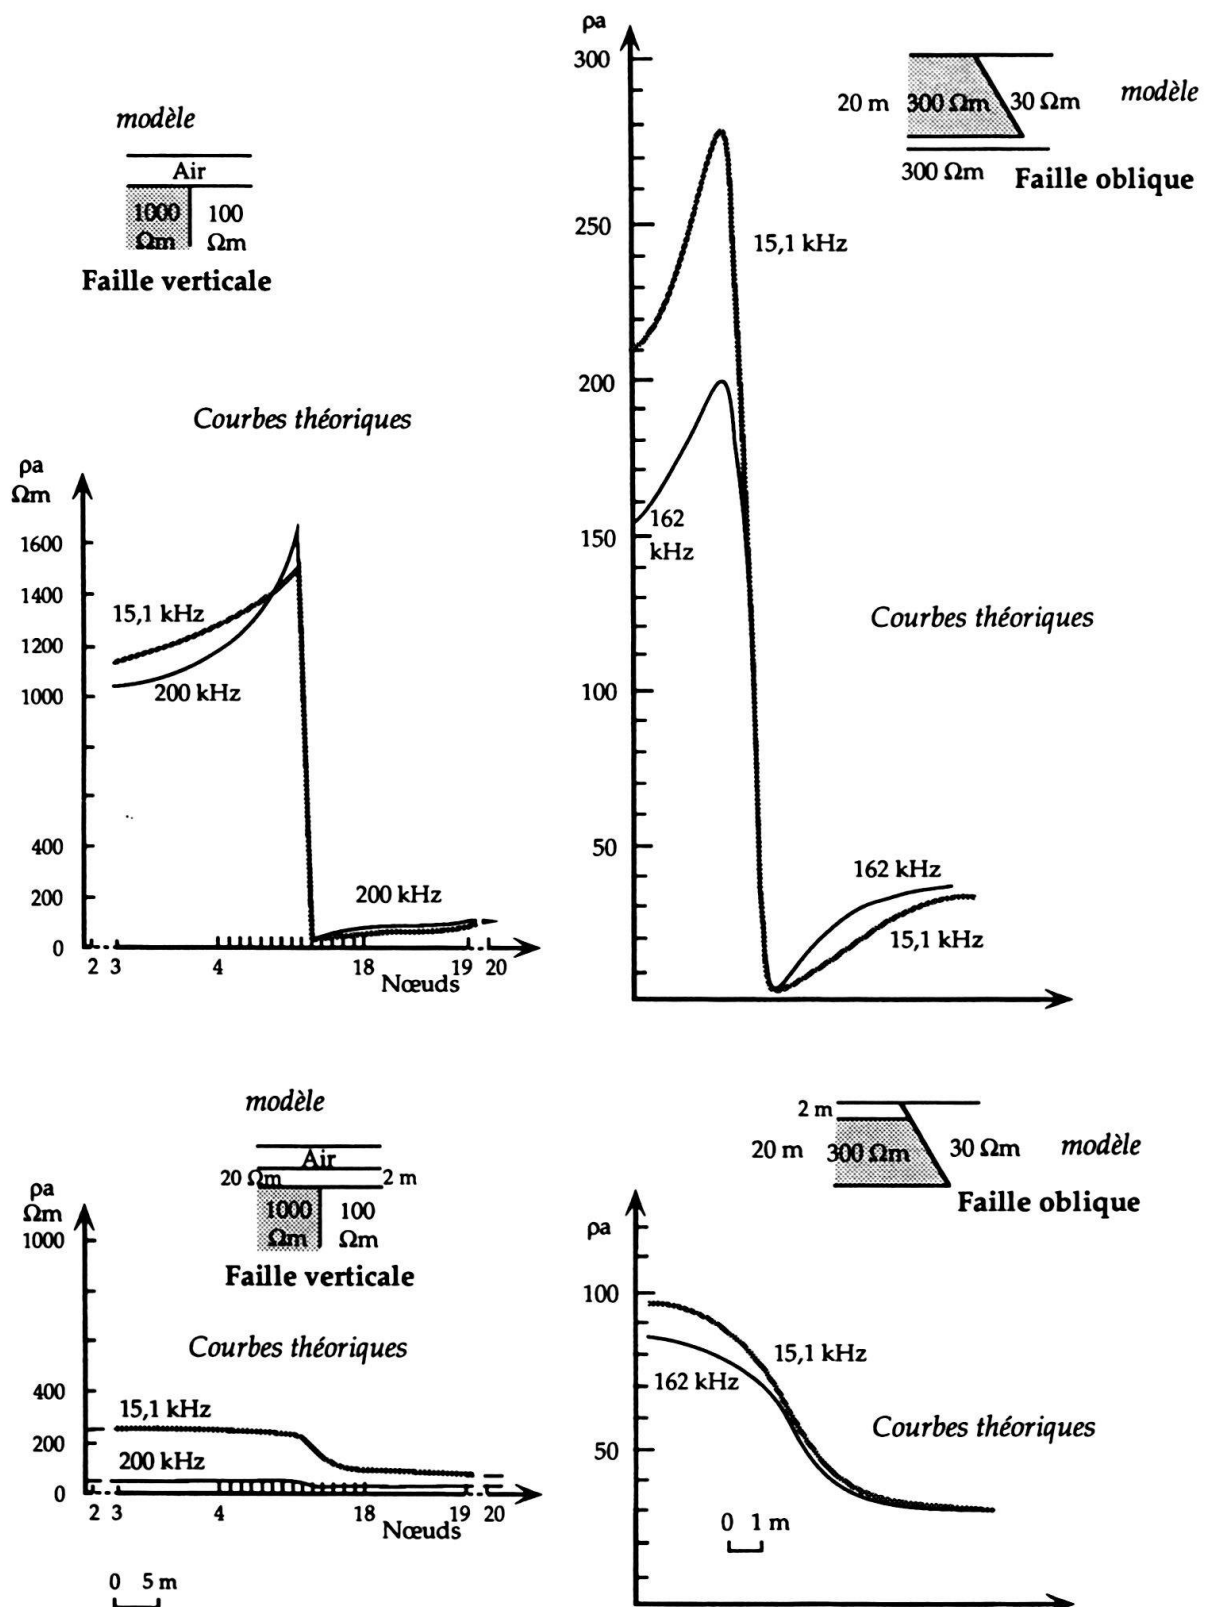 modèle
Air
1000 100
Ωm Ωm
Faille verticale
Courbes théoriques
ρa
Ωm
1600
1400
1200
1000
400
200
0
15,1 kHz
200 kHz
200 kHz
2 3 4 18 19 20
Nœuds
ρa
300
250
200
150
100
50
20 m 300 Ωm 30 Ωm modèle
300 Ωm
Faille oblique
15,1 kHz
162
kHz
Courbes théoriques
162 kHz
15,1 kHz
modèle
Air
20 Ωm 2 m
1000 100
Ωm Ωm
Faille verticale
Courbes théoriques
ρa
Ωm
1000
400
200
0
15,1 kHz
200 kHz
2 3 4 18 19 20
Nœuds
0 5 m
2 m
20 m 300 Ωm 30 Ωm modèle
Faille oblique
ρa
100
50
15,1 kHz
162 kHz
Courbes théoriques
0 1 m